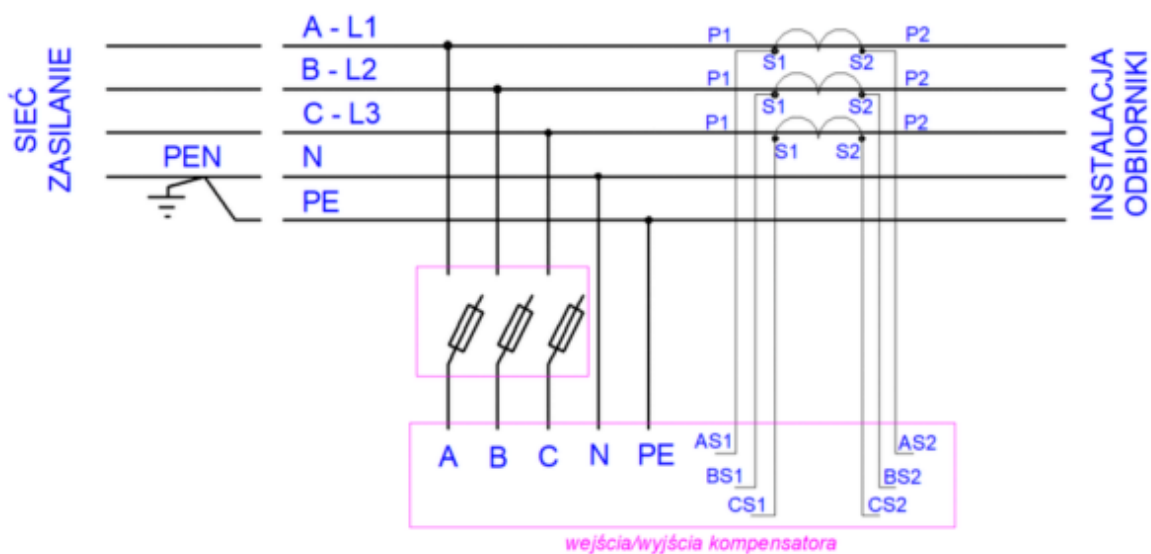 SIEĆ
ZASILANIE
A - L1
B - L2
C - L3
PEN
N
PE
P1
S1
S2
P2
P1
S1
S2
P2
P1
S1
S2
P2
INSTALACJA
ODBIORNIKI
A B C N PE
AS1
AS2
BS1
BS2
CS1
CS2
wejścia/wyjścia kompensatora